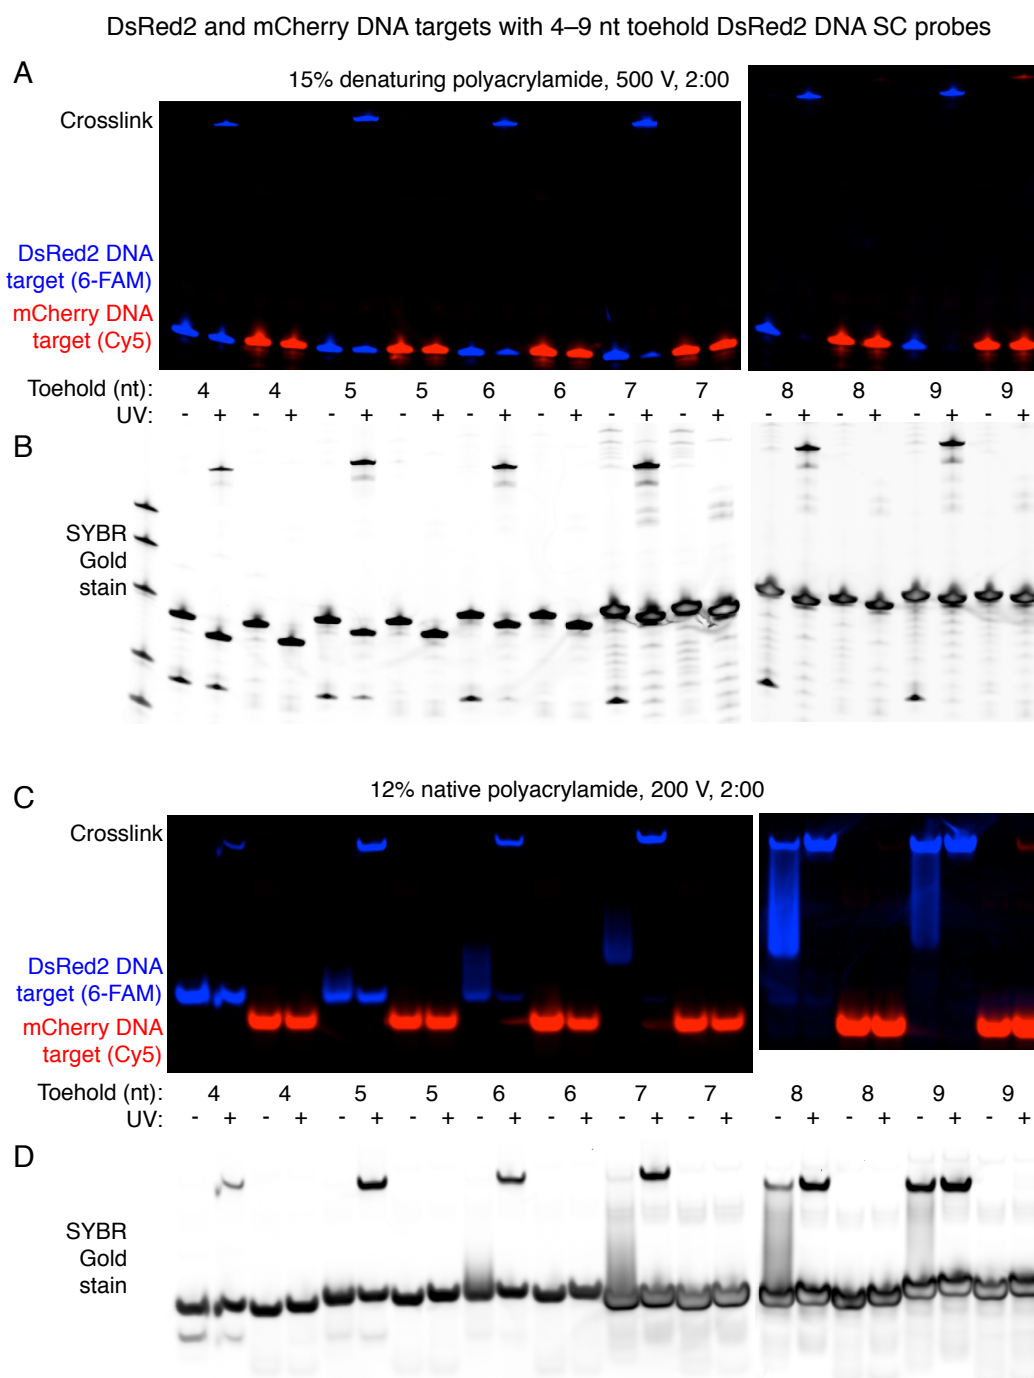 DsRed2 and mCherry DNA targets with 4–9 nt toehold DsRed2 DNA SC probes
A
15% denaturing polyacrylamide, 500 V, 2:00
Crosslink
DsRed2 DNA
target (6-FAM)
mCherry DNA
target (Cy5)
Toehold (nt): 4 4 5 5 6 6 7 7 8 8 9 9
UV: - + - + - + - + - + - + - + - + - + - + - + - +
B
SYBR
Gold
stain
12% native polyacrylamide, 200 V, 2:00
C
Crosslink
DsRed2 DNA
target (6-FAM)
mCherry DNA
target (Cy5)
Toehold (nt): 4 4 5 5 6 6 7 7 8 8 9 9
UV: - + - + - + - + - + - + - + - + - + - + - + - +
D
SYBR
Gold
stain